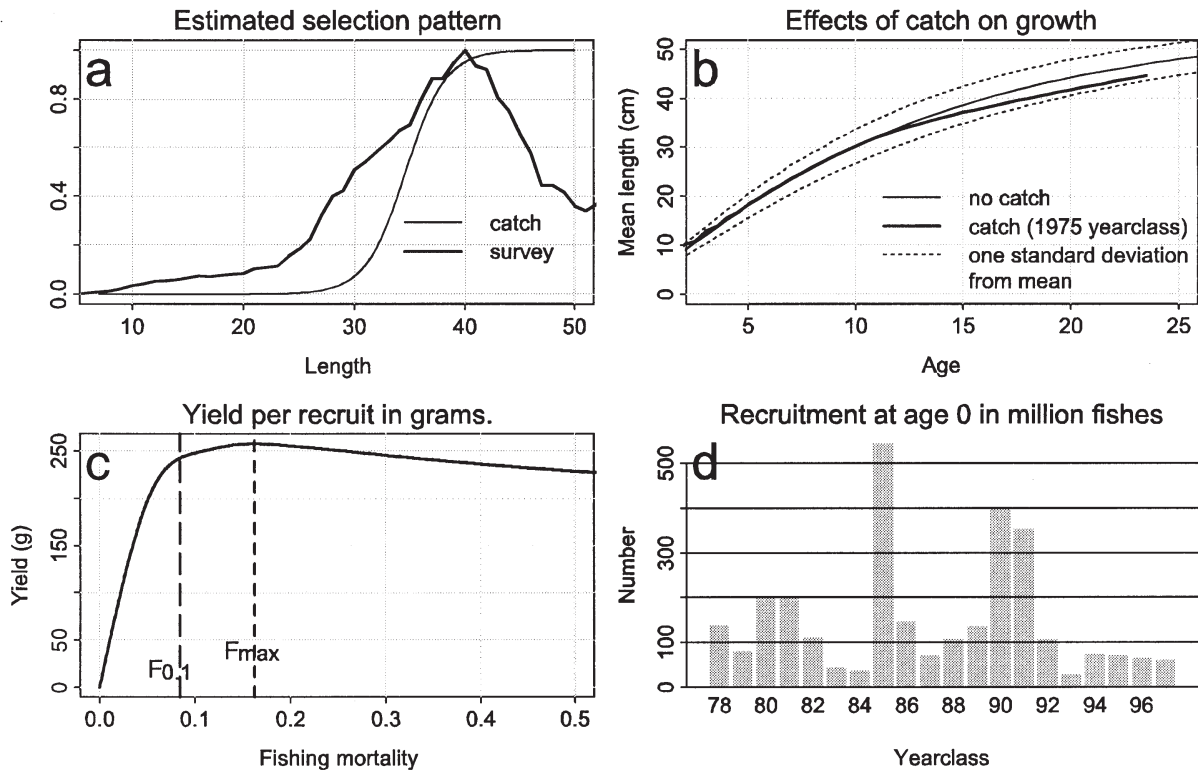 Estimated selection pattern
a
0.8
0.4
0.0
catch
survey
10 20 30 40 50
Length
Effects of catch on growth
b
Mean length (cm)
50
40
30
20
10
0
no catch
catch (1975 yearclass)
one standard deviation
from mean
5 10 15 20 25
Age
Yield per recruit in grams.
c
Yield (g)
250
150
50
0
F0.1
Fmax
0.0 0.1 0.2 0.3 0.4 0.5
Fishing mortality
Recruitment at age 0 in million fishes
d
Number
500
300
100
0
78 80 82 84 86 88 90 92 94 96
Yearclass